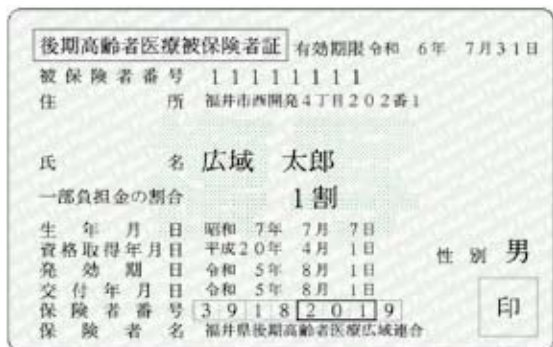 後期高齢者医療被保険者証 有効期限 令和 6年 7月31日
被保険者番号 11111111
住所 福井市西開発4丁目202番1
氏名 広域 太郎
一部負担金の割合 1割
生年月日 昭和 7年 7月 7日
資格取得年月日 平成20年 4月 1日
性別 男
発効期日 令和 5年 8月 1日
交付年月日 令和 5年 8月 1日
保険者番号 39182019
保険者名 福井県後期高齢者医療広域連合
印